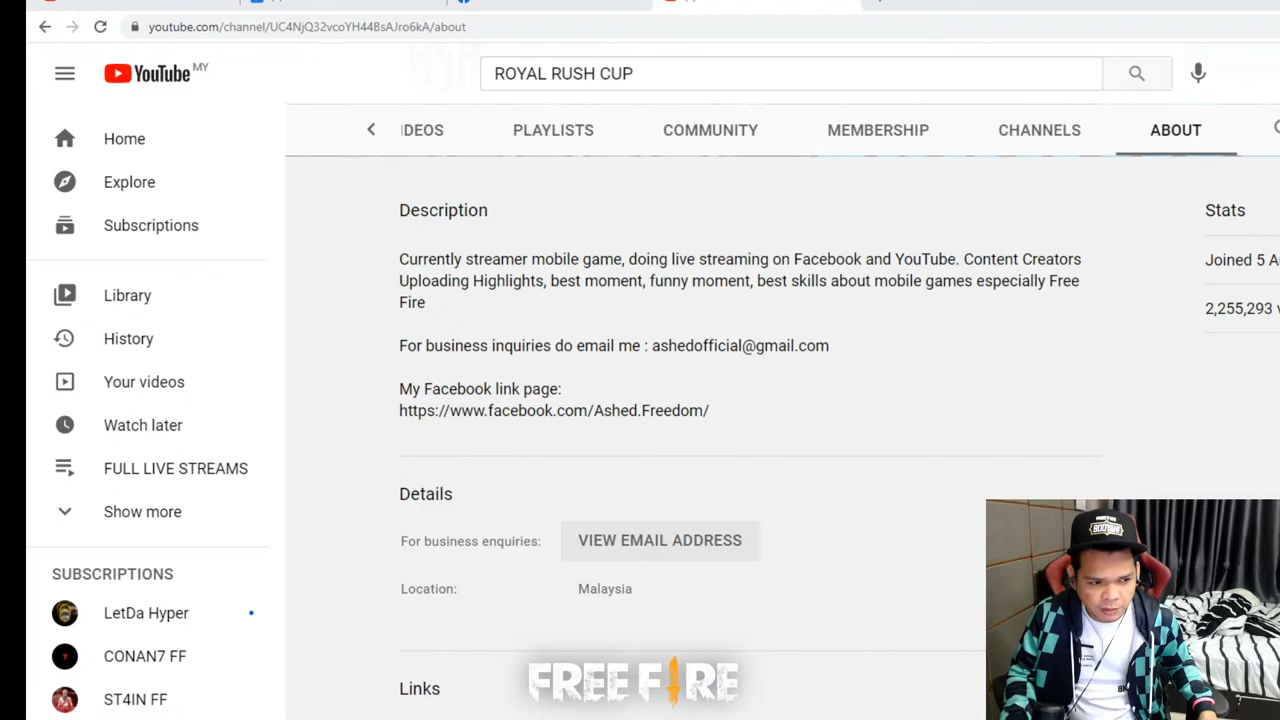 youtube.com/channel/UC4NjQ32vcoYH44BsAJro6kA/about
YouTube MY
ROYAL RUSH CUP
IDEOS
PLAYLISTS
COMMUNITY
MEMBERSHIP
CHANNELS
ABOUT
Home
Explore
Subscriptions
Library
History
Your videos
Watch later
FULL LIVE STREAMS
Show more
SUBSCRIPTIONS
LetDa Hyper
CONAN7 FF
ST4IN FF
Description
Currently streamer mobile game, doing live streaming on Facebook and YouTube. Content Creators
Uploading Highlights, best moment, funny moment, best skills about mobile games especially Free
Fire
For business inquiries do email me : ashedofficial@gmail.com
My Facebook link page:
https://www.facebook.com/Ashed.Freedom/
Details
For business enquiries:
VIEW EMAIL ADDRESS
Location:
Malaysia
Links
Stats
Joined 5 A
2,255,293 v
FREE FIRE
FREE FIRE
BOOYAH!